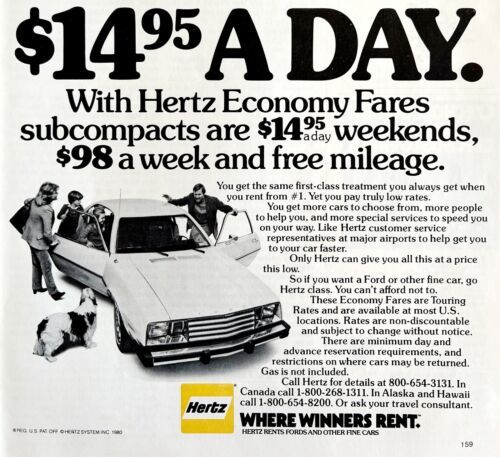 $14.95 A DAY.
With Hertz Economy Fares
subcompacts are $14.95 a day weekends,
$98 a week and free mileage.
You get the same first-class treatment you always get when
you rent from #1. Yet you pay truly low rates.
You get more cars to choose from, more people
to help you, and more special services to speed you
on your way. Like Hertz customer service
representatives at major airports to help get you
to your car faster.
Only Hertz can give you all this at a price
this low.
So if you want a Ford or other fine car, go
Hertz class. You can't afford not to.
These Economy Fares are Touring
Rates and are available at most U.S.
locations. Rates are non-discountable
and subject to change without notice.
There are minimum day and
advance reservation requirements, and
restrictions on where cars may be returned.
Gas is not included.
Call Hertz for details at 800-654-3131. In
Canada call 1-800-268-1311. In Alaska and Hawaii
call 1-800-654-8200. Or ask your travel consultant.
Hertz
WHERE WINNERS RENT.
HERTZ RENTS FORDS AND OTHER FINE CARS
® REG. U.S. PAT. OFF. © HERTZ SYSTEM INC. 1980
159